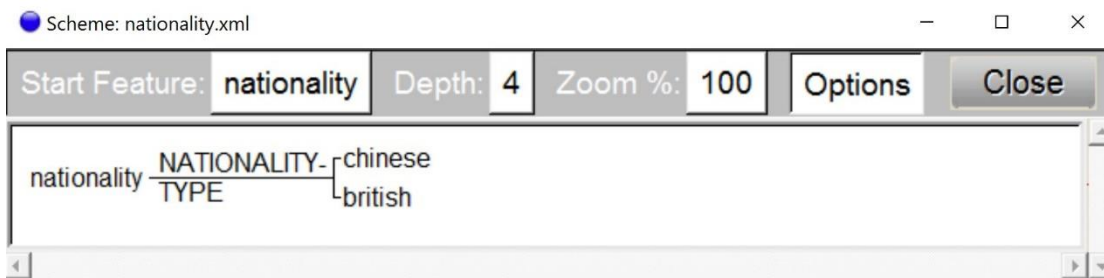 Scheme: nationality.xml
Start Feature: nationality Depth: 4 Zoom %: 100 Options Close
nationality NATIONALITY-TYPE chinese
british